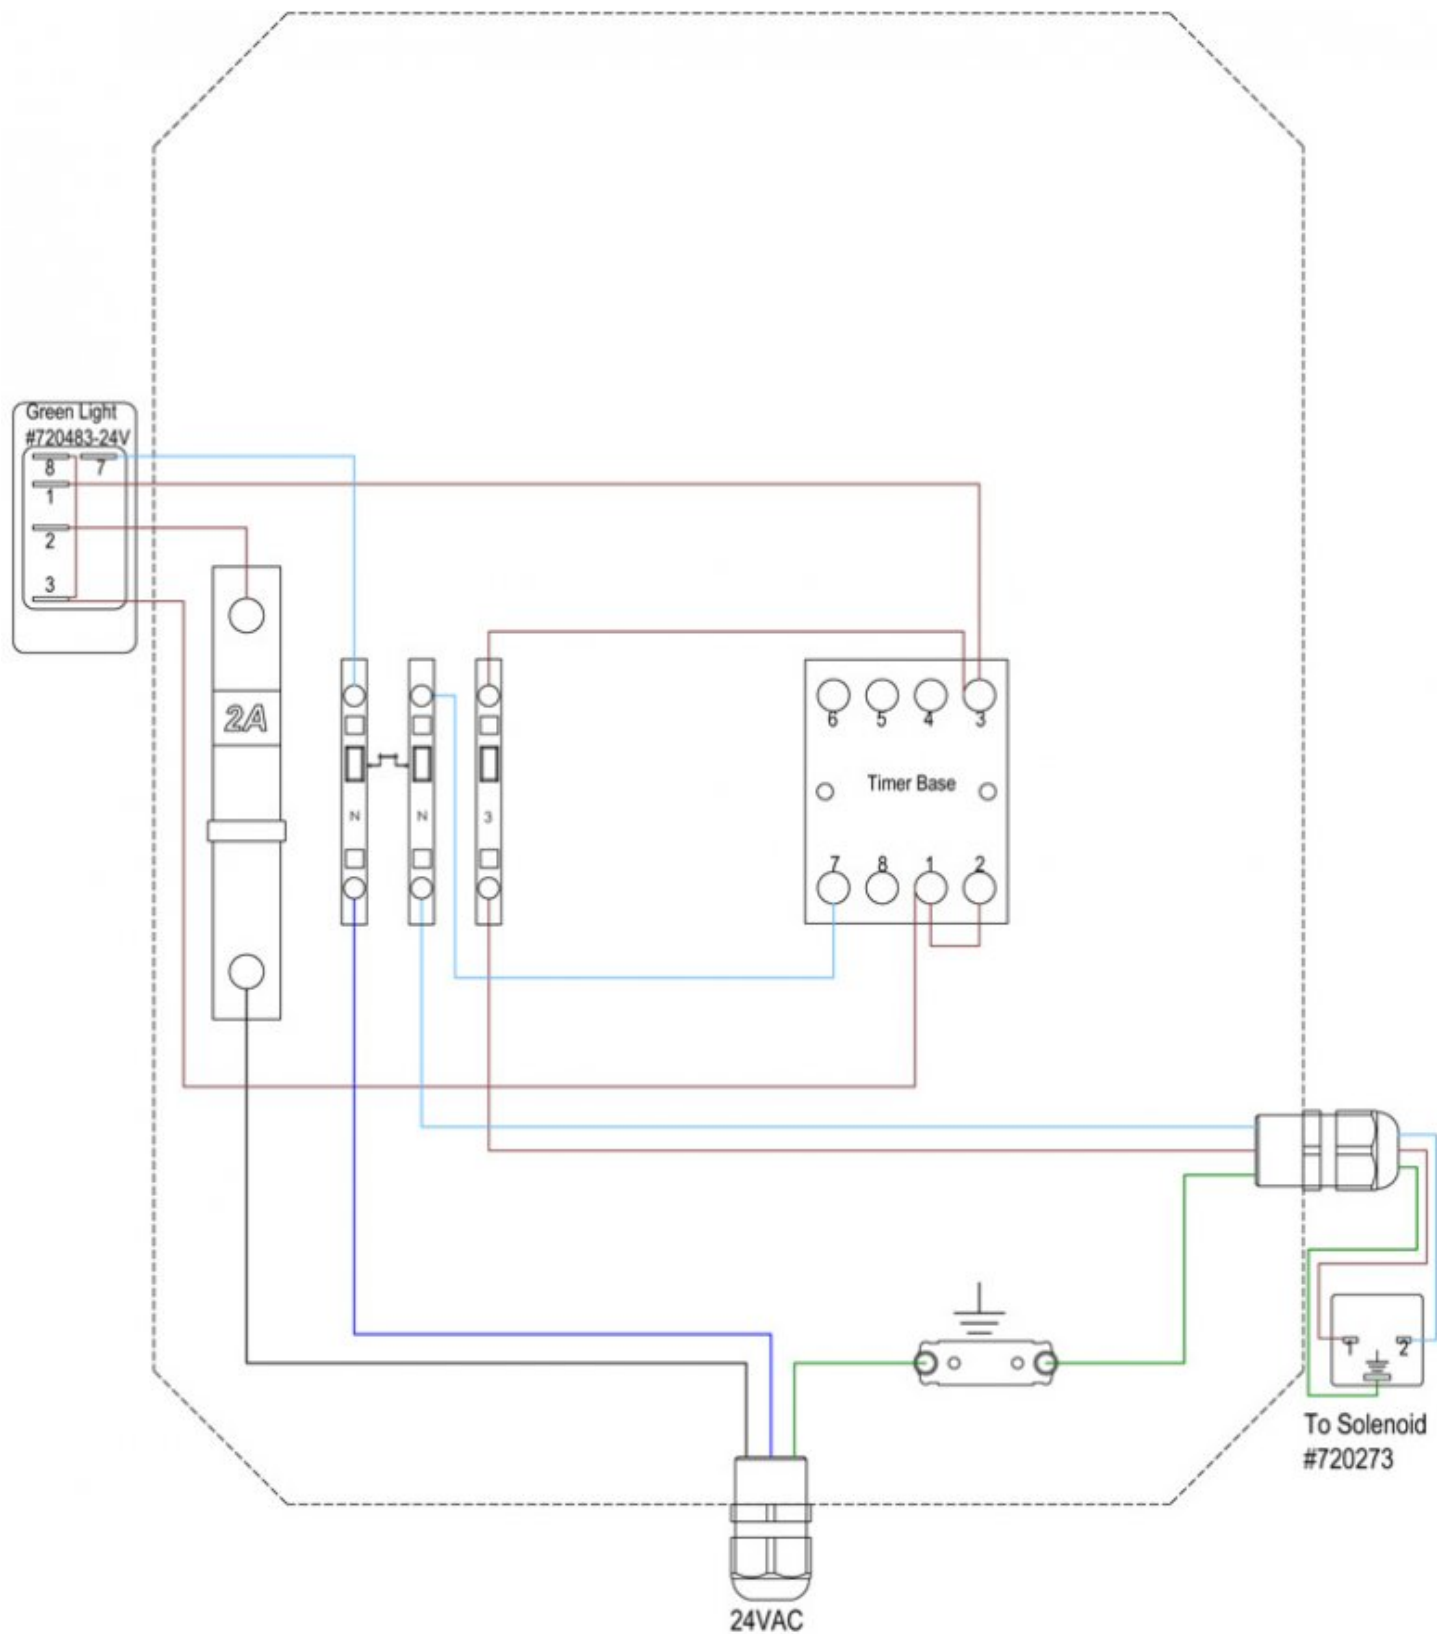 Green Light
#720483-24V
8 7
1
2
3
2A
N N 3
6 5 4 3
Timer Base
7 8 1 2
1 2
To Solenoid
#720273
24VAC